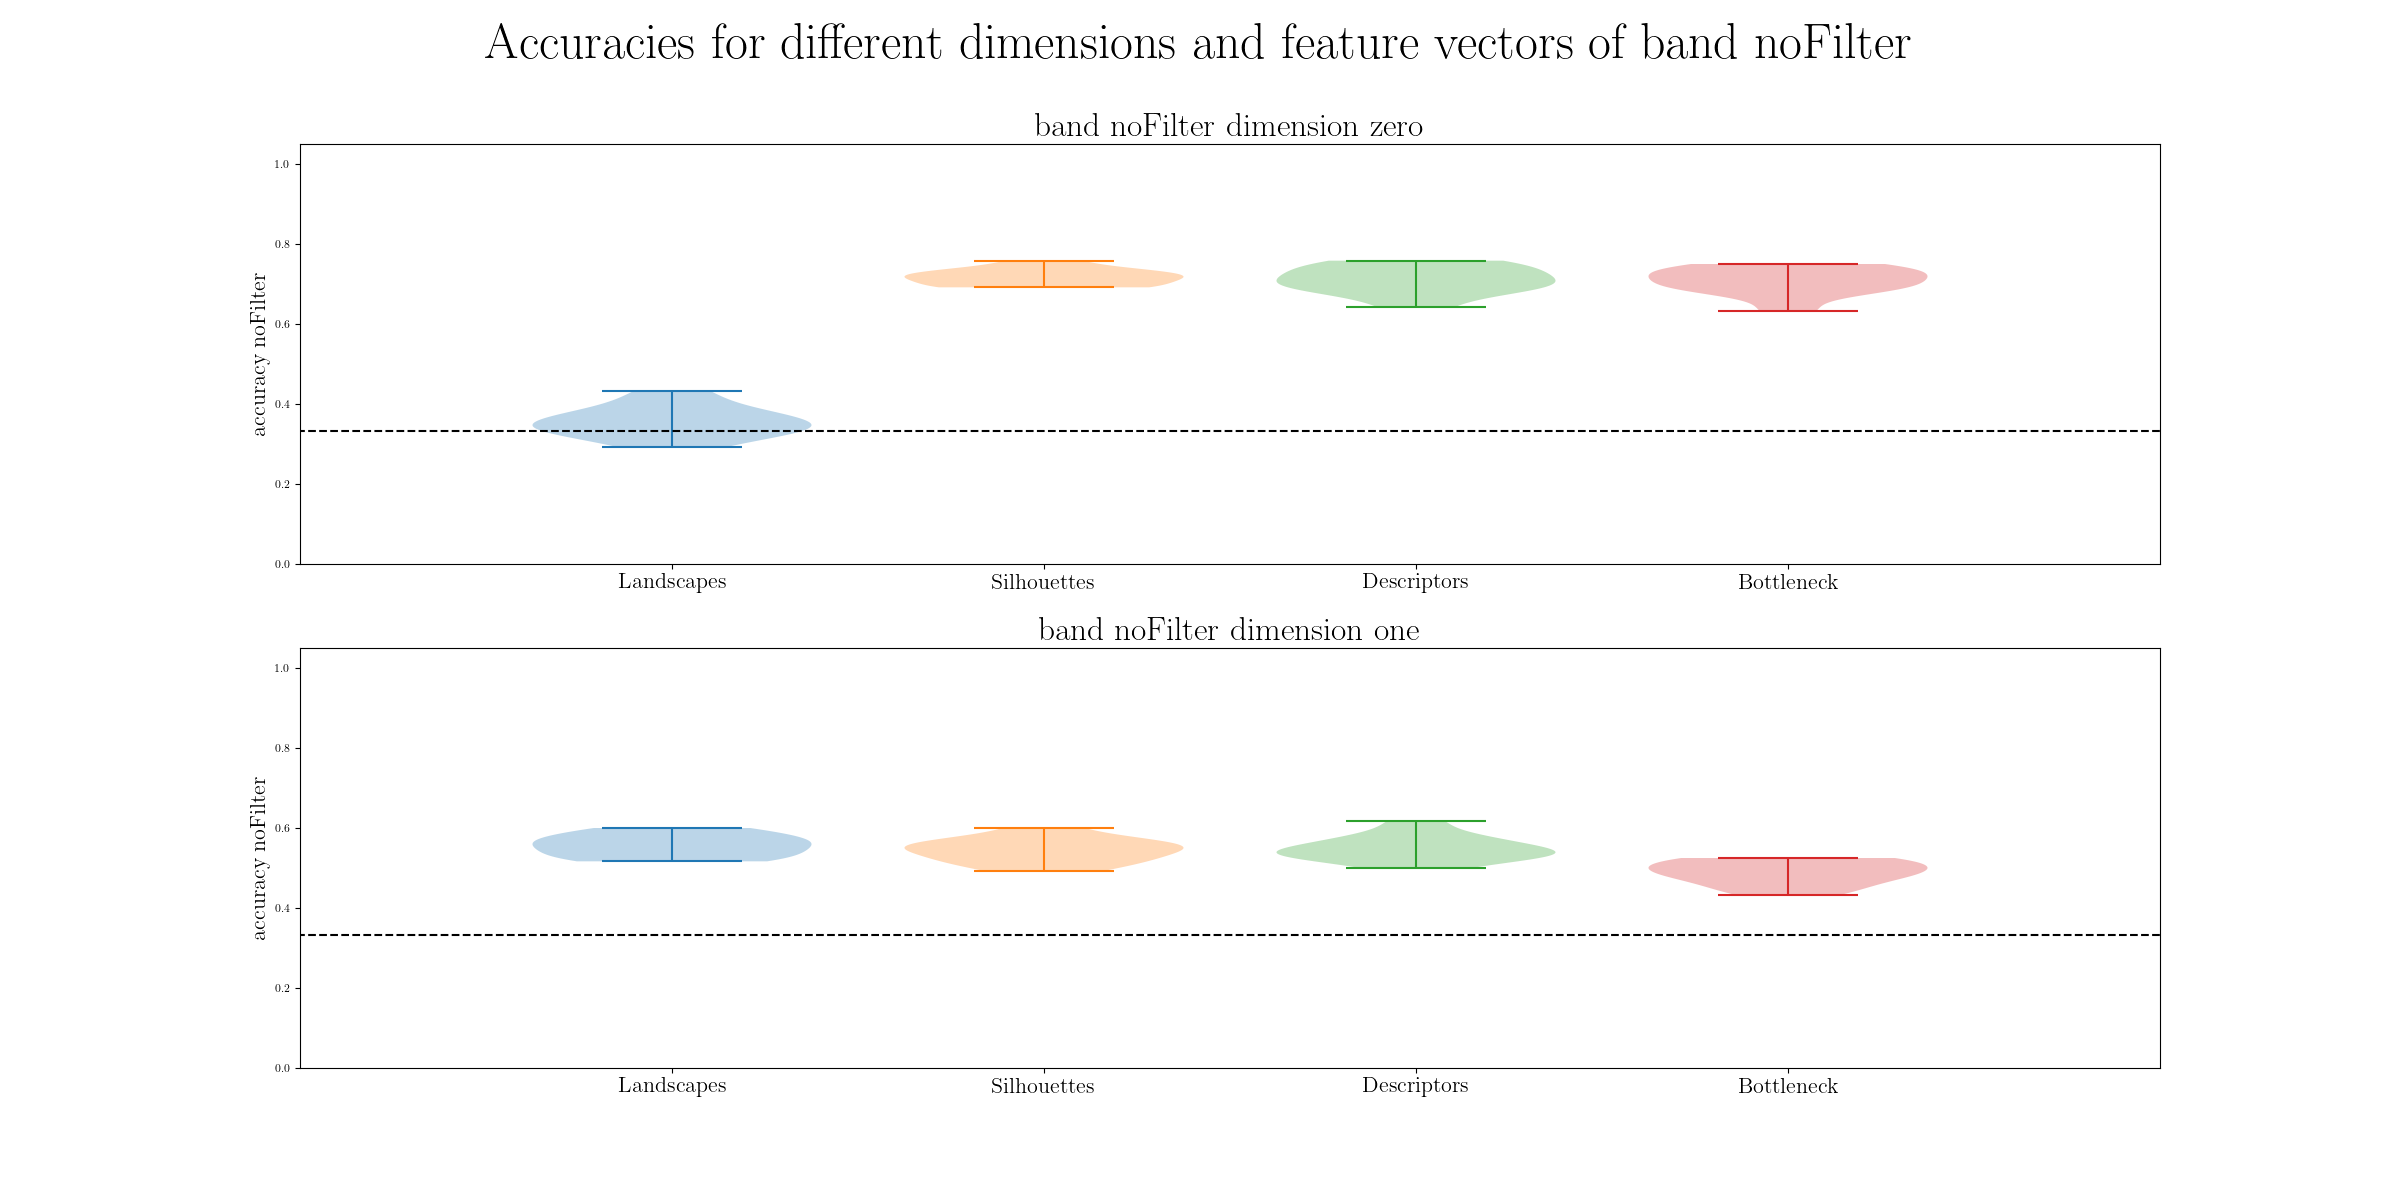 Accuracies for different dimensions and feature vectors of band noFilter
band noFilter dimension zero
accuracy noFilter
1.0
0.8
0.6
0.4
0.2
0.0
Landscapes Silhouettes Descriptors Bottleneck
band noFilter dimension one
accuracy noFilter
1.0
0.8
0.6
0.4
0.2
0.0
Landscapes Silhouettes Descriptors Bottleneck